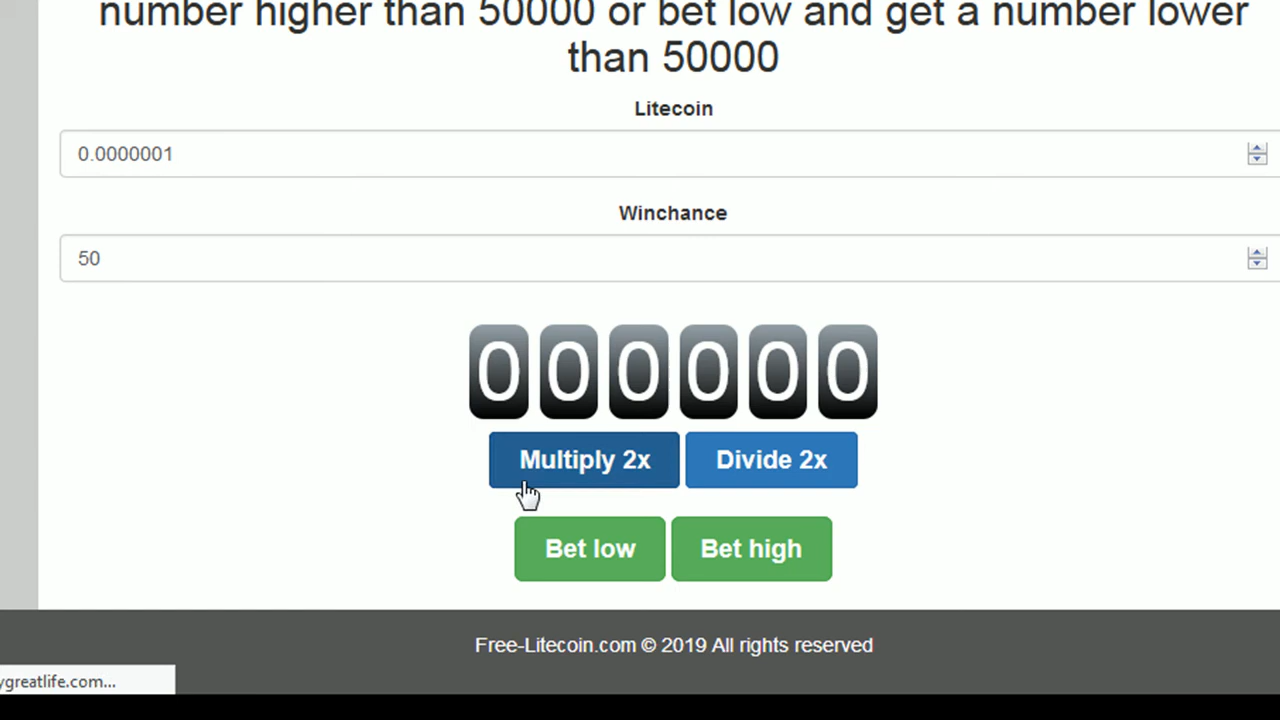 number higher than 50000 or bet low and get a number lower
than 50000
Litecoin
0.0000001
Winchance
50
000000
Multiply 2x
Divide 2x
Bet low
Bet high
Free-Litecoin.com © 2019 All rights reserved
ygreatlife.com...